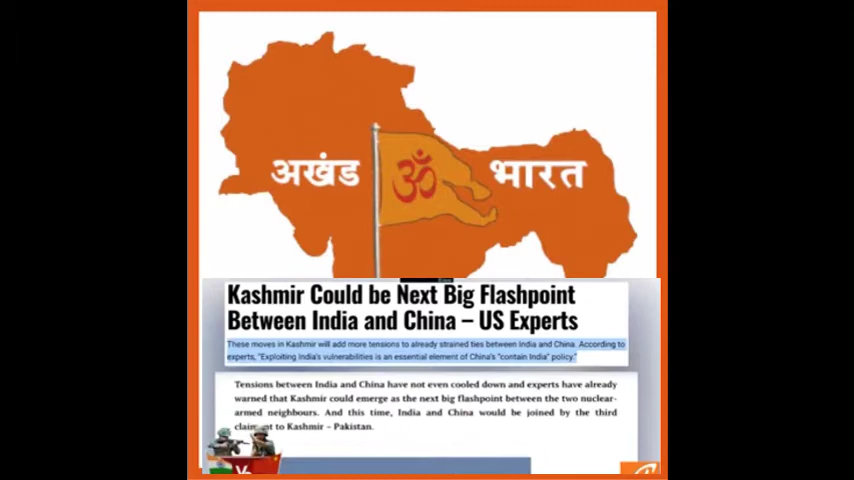 अखंड भारत
ॐ
Kashmir Could be Next Big Flashpoint
Between India and China – US Experts
These moves in Kashmir will add more tensions to already strained ties between India and China. According to
experts, "Exploiting India's vulnerabilities is an essential element of China's "contain India" policy."
Tensions between India and China have not even cooled down and experts have already
warned that Kashmir could emerge as the next big flashpoint between the two nuclear-
armed neighbours. And this time, India and China would be joined by the third
to Kashmir – Pakistan.